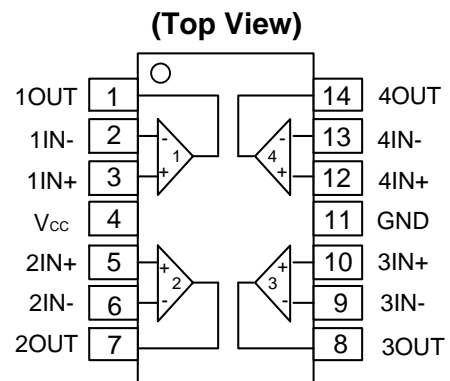 (Top View)
1OUT 1 14 4OUT
1IN- 2 - - 13 4IN-
1 4
1IN+ 3 + + 12 4IN+
Vcc 4 11 GND
2IN+ 5 + + 10 3IN+
2 3
2IN- 6 - - 9 3IN-
2OUT 7 8 3OUT